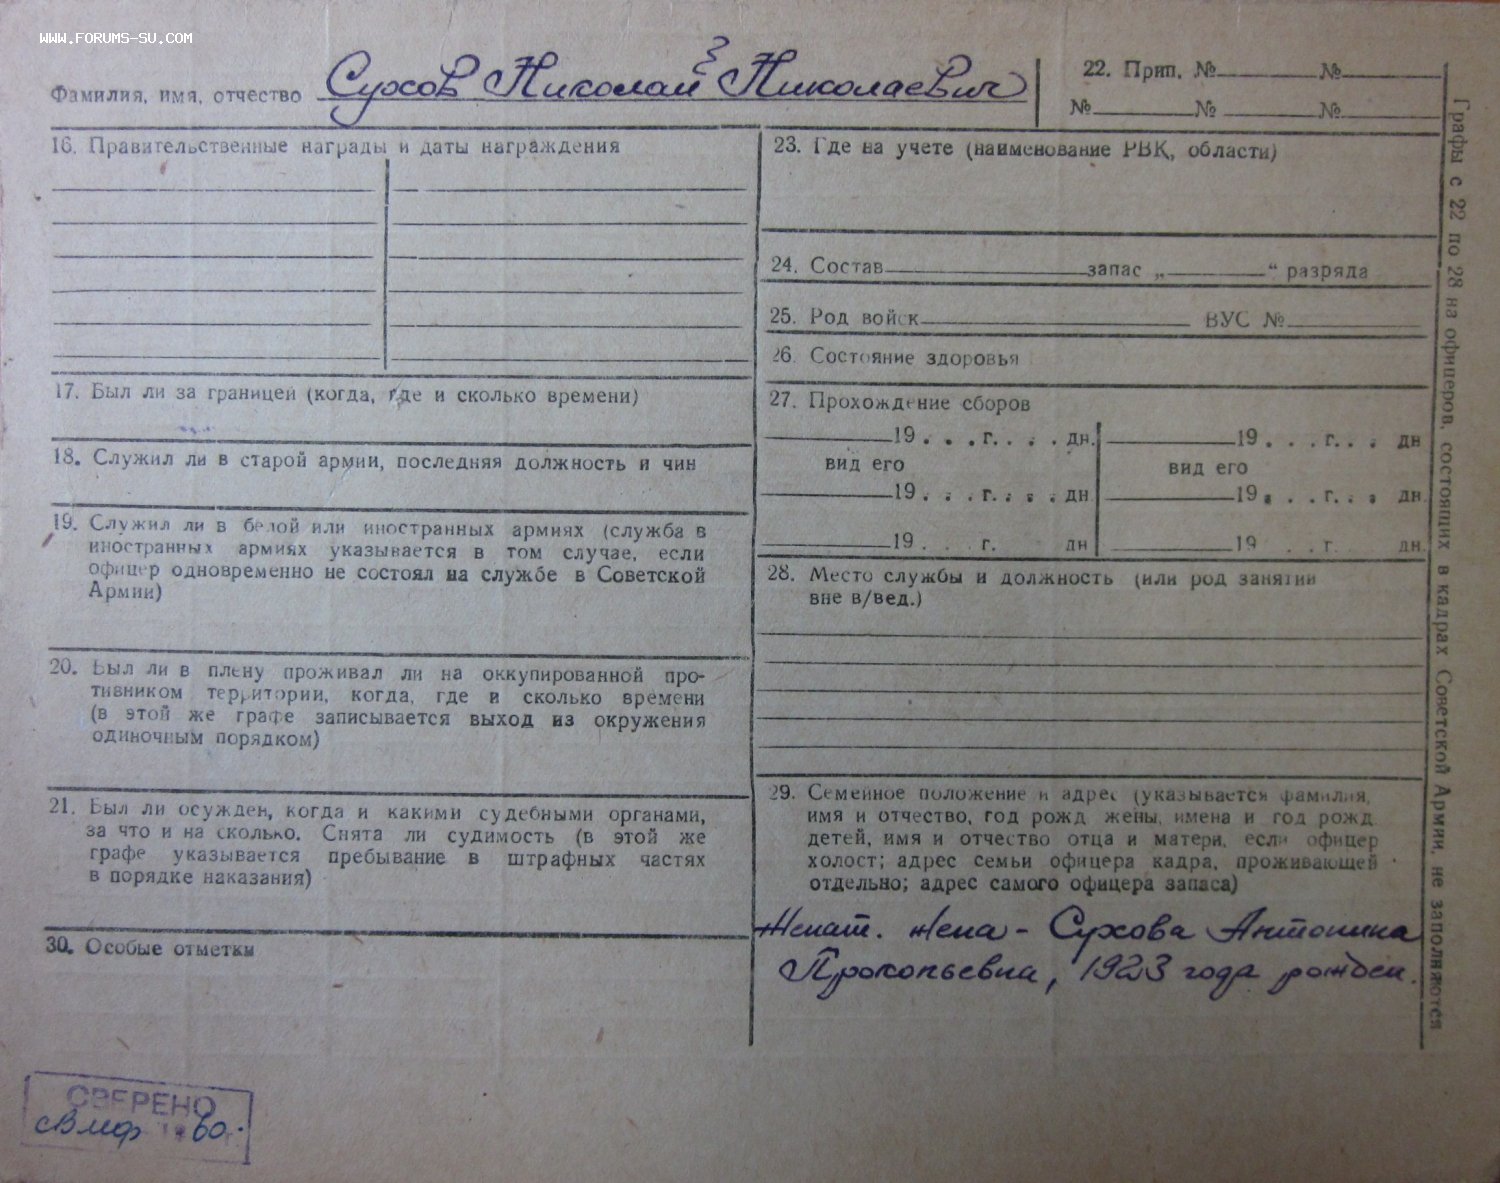 WWW.FORUMS-SU.COM
Фамилия, имя, отчество Сухов Николай Николаевич
3
16. Правительственные награды и даты награждения
17. Был ли за границей (когда, где и сколько времени)
18. Служил ли в старой армии, последняя должность и чин
19. Служил ли в белой или иностранных армиях (служба в
иностранных армиях указывается в том случае, если
офицер одновременно не состоял на службе в Советской
Армии)
20. Был ли в плену проживал ли на оккупированной про-
тивником территории, когда, где и сколько времени
(в этой же графе записывается выход из окружения
одиночным порядком)
21. Был ли осужден, когда и какими судебными органами,
за что и на сколько. Снята ли судимость (в этой же
графе указывается пребывание в штрафных частях
в порядке наказания)
30. Особые отметки
СВЕРЕНО
60.
22. Прип. № №
№ № №
23. Где на учете (наименование РВК, области)
24. Состав запас „ “ разряда
25. Род войск ВУС №
26. Состояние здоровья
27. Прохождение сборов
19 . . . г. . . . дн. 19 . . . г. . . дн
вид его вид его
19 . . . г. . . . дн. 19 . . . г. . . дн.
19 . . г. дн 19 . . г. дн.
28. Место службы и должность (или род занятий
вне в/вед.)
29. Семейное положение и адрес (указывается фамилия,
имя и отчество, год рожд. жены, имена и год рожд.
детей, имя и отчество отца и матери, если офицер
холост; адрес семьи офицера кадра, проживающей
отдельно; адрес самого офицера запаса)
Женат. Жена - Сухова Антонина
Прокопьевна, 1923 года рожден.
Графы с 22 по 28 на офицеров, состоящих в кадрах Советской Армии, не заполняются